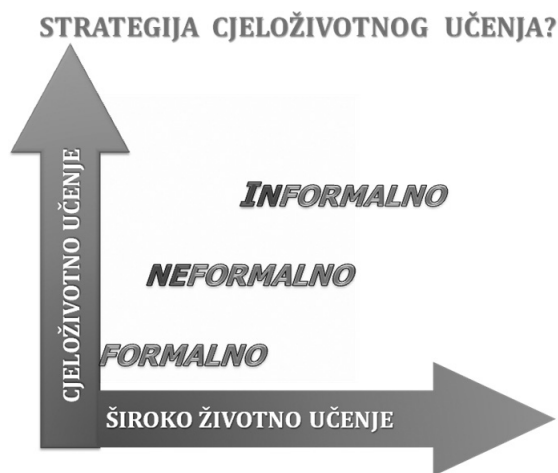 STRATEGIJA CJELOŽIVOTNOG UČENJA?
CJELOŽIVOTNO UČENJE
INFORMALNO
NEFORMALNO
FORMALNO
ŠIROKO ŽIVOTNO UČENJE